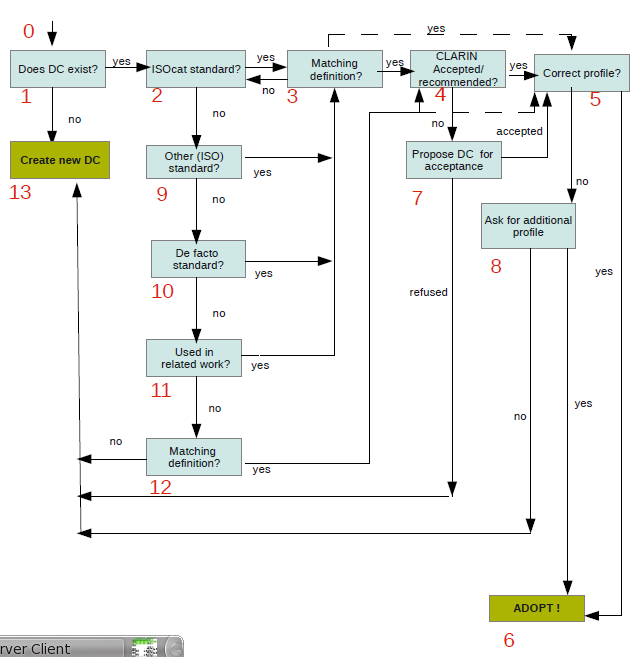 0
yes
Does DC exist?
yes
ISOcat standard?
yes
no
Matching
definition?
yes
CLARIN
Accepted/
recommended?
yes
Correct profile?
1
2
3
4
5
no
no
no
accepted
Create new DC
Other (ISO)
standard?
yes
Propose DC for
acceptance
no
13
9
7
no
Ask for additional
profile
8
De facto
standard?
yes
yes
10
refused
no
Used in
related work?
yes
11
no
yes
no
no
Matching
definition?
yes
12
ADOPT !
6
rver Client